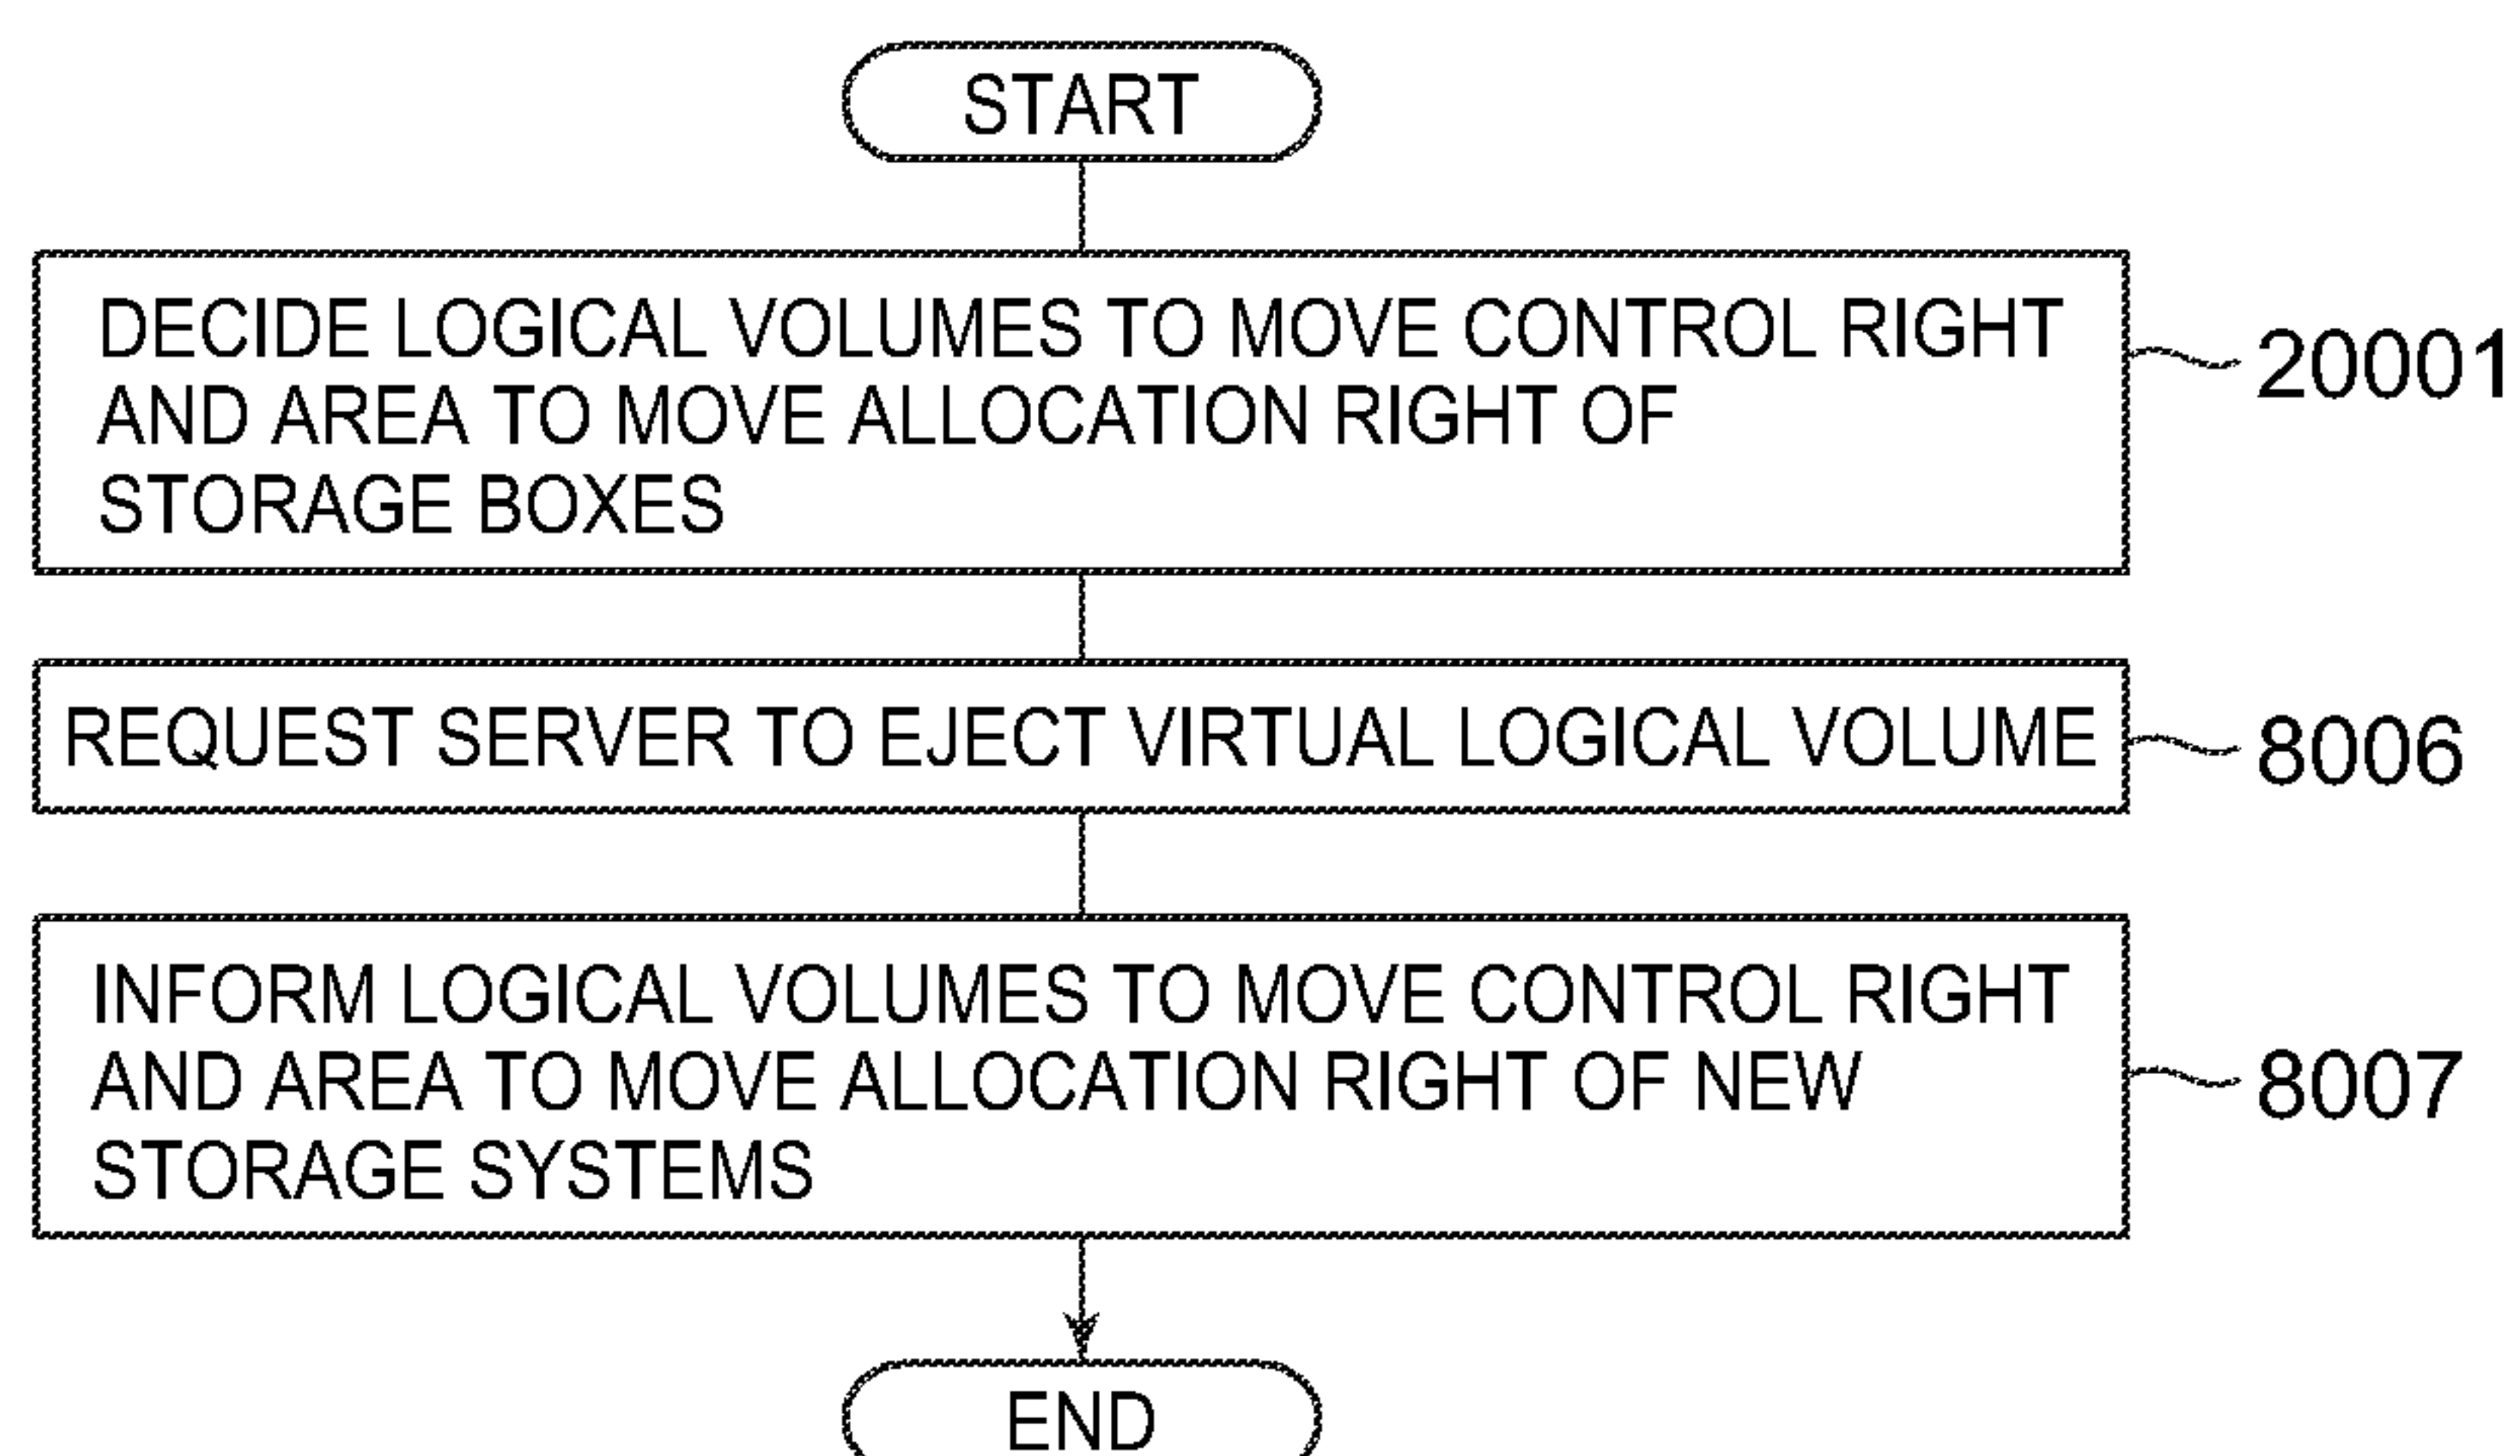 START
DECIDE LOGICAL VOLUMES TO MOVE CONTROL RIGHT
AND AREA TO MOVE ALLOCATION RIGHT OF
STORAGE BOXES
20001
REQUEST SERVER TO EJECT VIRTUAL LOGICAL VOLUME
8006
INFORM LOGICAL VOLUMES TO MOVE CONTROL RIGHT
AND AREA TO MOVE ALLOCATION RIGHT OF NEW
STORAGE SYSTEMS
8007
END